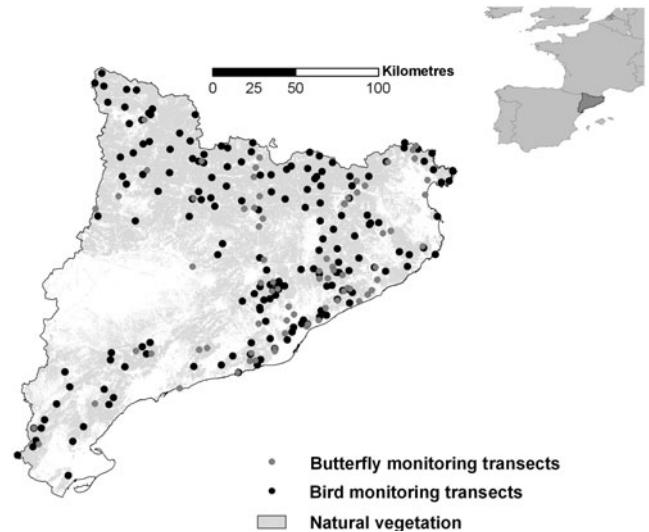 Kilometres
0 25 50 100
Butterfly monitoring transects
Bird monitoring transects
Natural vegetation